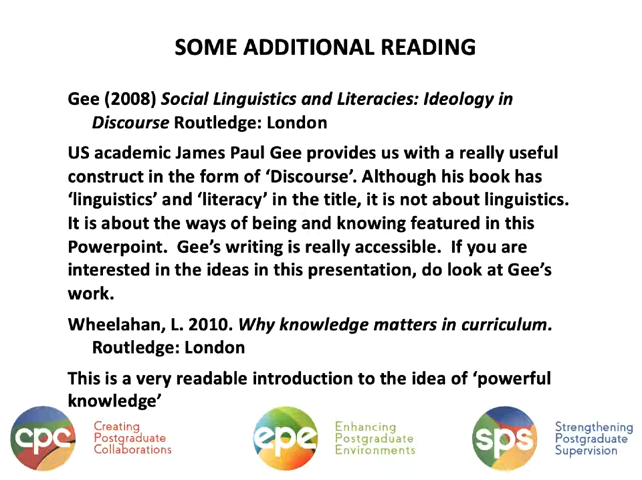 SOME ADDITIONAL READING
Gee (2008) Social Linguistics and Literacies: Ideology in
Discourse Routledge: London
US academic James Paul Gee provides us with a really useful
construct in the form of ‘Discourse’. Although his book has
‘linguistics’ and ‘literacy’ in the title, it is not about linguistics.
It is about the ways of being and knowing featured in this
Powerpoint.  Gee’s writing is really accessible.  If you are
interested in the ideas in this presentation, do look at Gee’s
work.
Wheelahan, L. 2010. Why knowledge matters in curriculum.
Routledge: London
This is a very readable introduction to the idea of ‘powerful
knowledge’
cpc
Creating
Postgraduate
Collaborations
epe
Enhancing
Postgraduate
Environments
sps
Strengthening
Postgraduate
Supervision